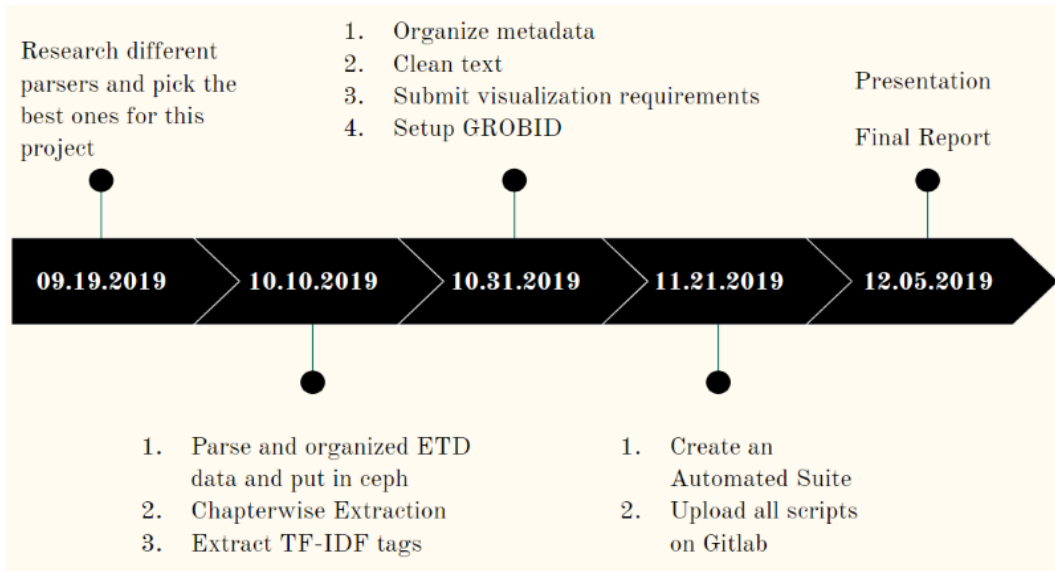 Research different
parsers and pick the
best ones for this
project
1. Organize metadata
2. Clean text
3. Submit visualization requirements
4. Setup GROBID
Presentation
Final Report
09.19.2019
10.10.2019
10.31.2019
11.21.2019
12.05.2019
1. Parse and organized ETD
data and put in ceph
2. Chapterwise Extraction
3. Extract TF-IDF tags
1. Create an
Automated Suite
2. Upload all scripts
on Gitlab